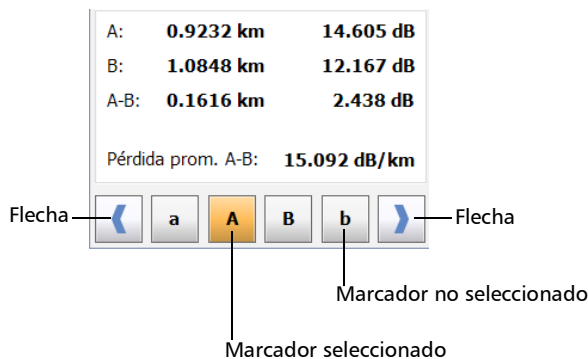 A: 0.9232 km 14.605 dB
B: 1.0848 km 12.167 dB
A-B: 0.1616 km 2.438 dB
Pérdida prom. A-B: 15.092 dB/km
Flecha a A B b Flecha
Marcador no seleccionado
Marcador seleccionado